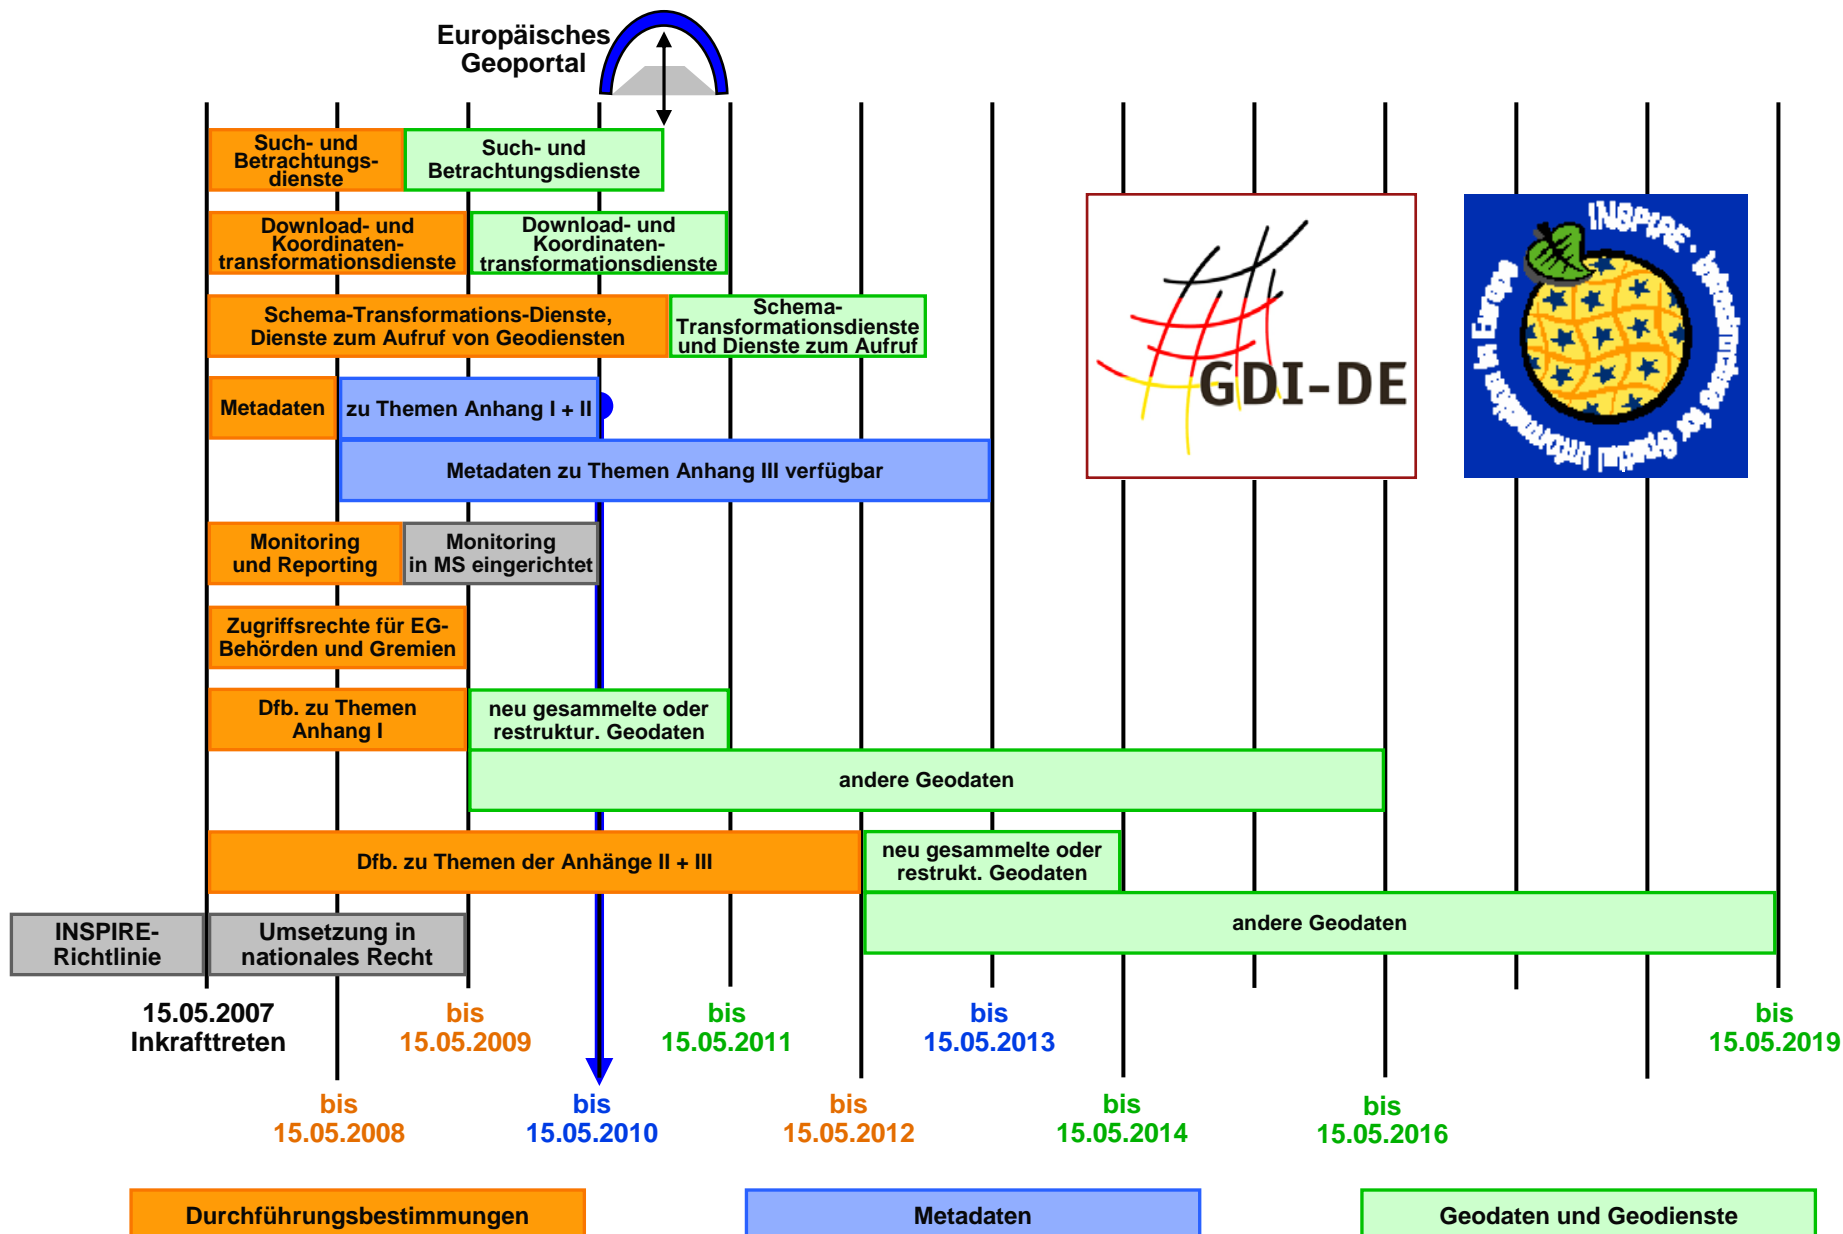 Europäisches
Geoportal
Such- und
Betrachtungs-
dienste
Such- und
Betrachtungsdienste
Download- und
Koordinaten-
transformationsdienste
Download- und
Koordinaten-
transformationsdienste
Schema-Transformations-Dienste,
Dienste zum Aufruf von Geodiensten
Schema-
Transformationsdienste
und Dienste zum Aufruf
GDI-DE
INSPIRE - Infrastructure for Spatial Information in Europe
Metadaten
zu Themen Anhang I + II
Metadaten zu Themen Anhang III verfügbar
Monitoring
und Reporting
Monitoring
in MS eingerichtet
Zugriffsrechte für EG-
Behörden und Gremien
Dfb. zu Themen
Anhang I
neu gesammelte oder
restruktur. Geodaten
andere Geodaten
Dfb. zu Themen der Anhänge II + III
neu gesammelte oder
restrukt. Geodaten
andere Geodaten
INSPIRE-
Richtlinie
Umsetzung in
nationales Recht
15.05.2007
Inkrafttreten
bis
15.05.2009
bis
15.05.2011
bis
15.05.2013
bis
15.05.2019
bis
15.05.2008
bis
15.05.2010
bis
15.05.2012
bis
15.05.2014
bis
15.05.2016
Durchführungsbestimmungen
Metadaten
Geodaten und Geodienste